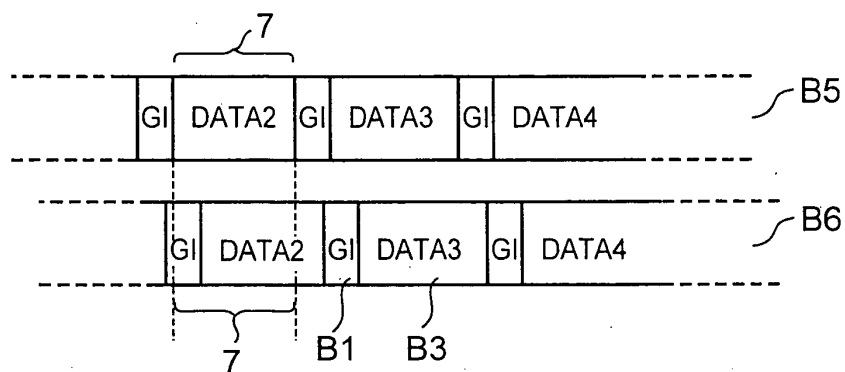 7
GI DATA2 GI DATA3 GI DATA4 B5
GI DATA2 GI DATA3 GI DATA4 B6
7 B1 B3